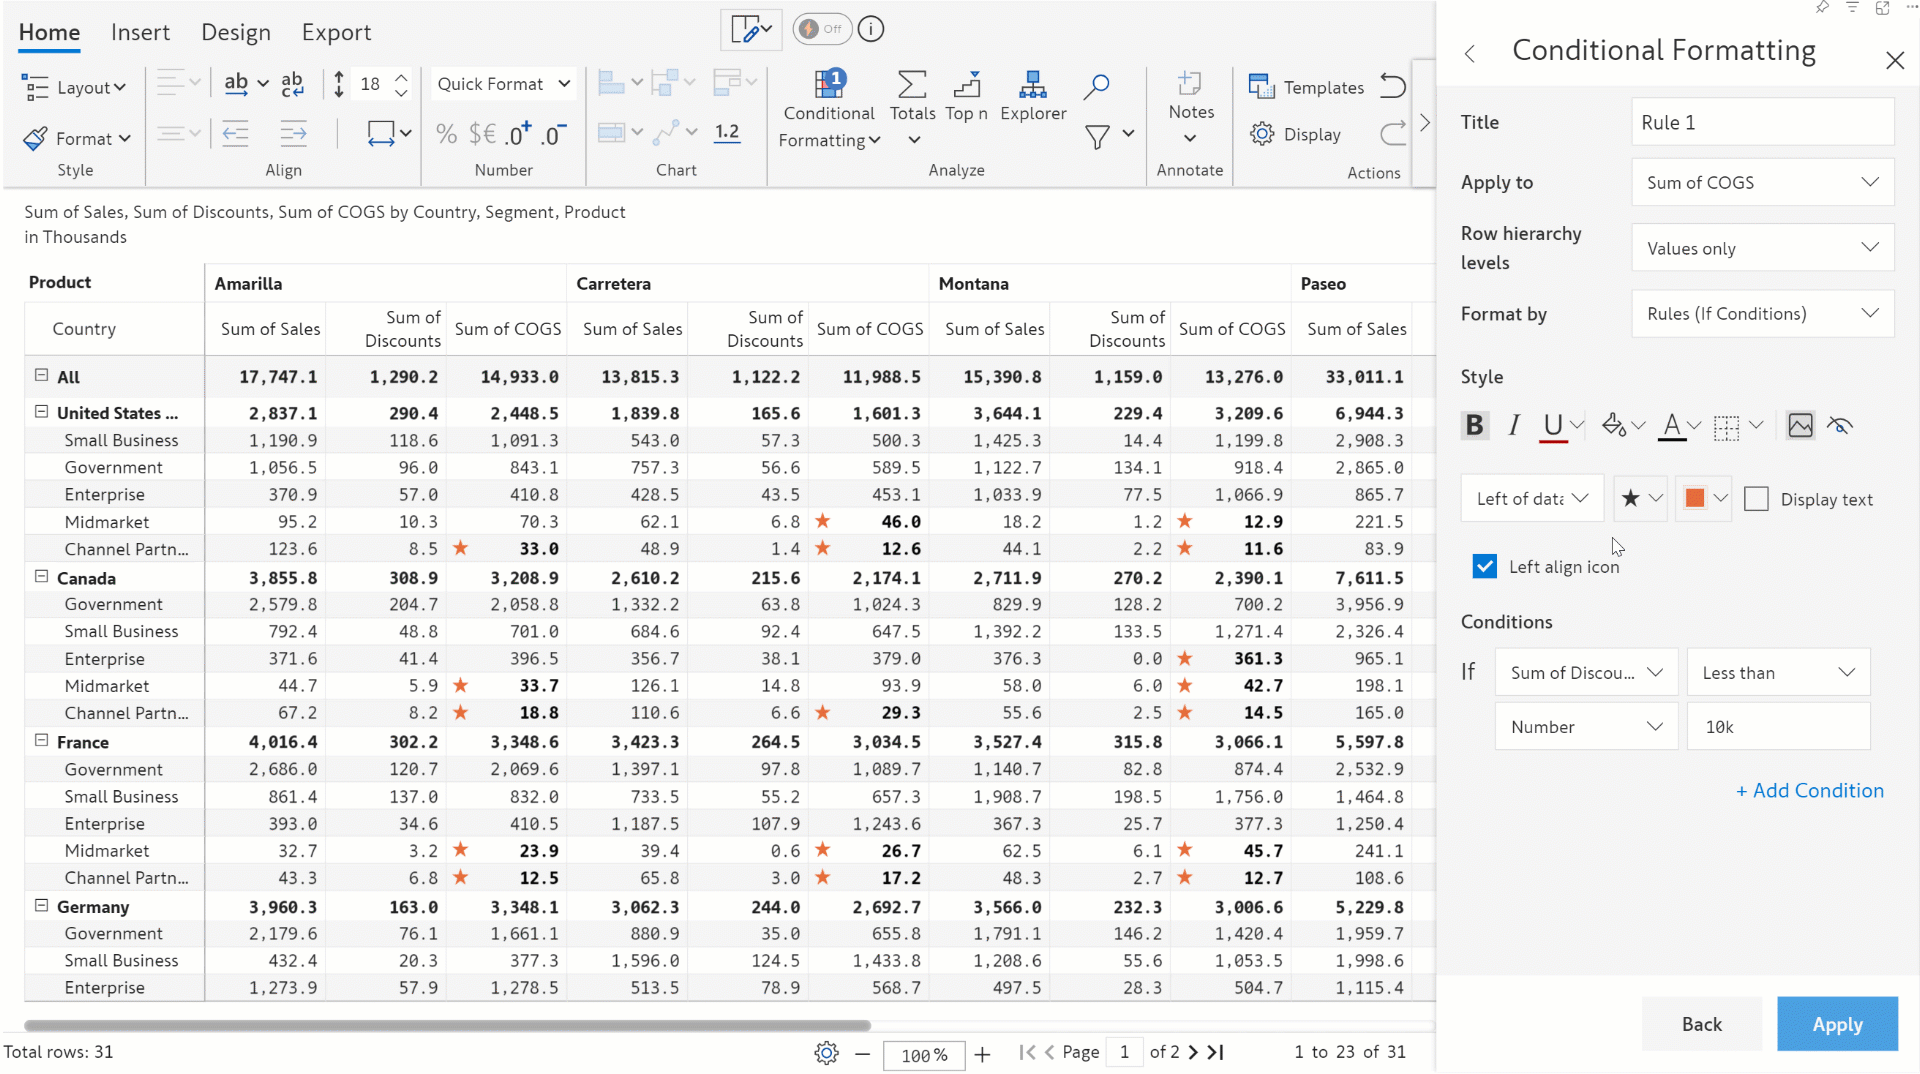 Home Insert Design Export
Off i
Conditional Formatting
Layout ab ab c 18 Quick Format
1
Conditional Formatting Totals Top n Explorer
Notes
Templates
Format % $€ .0+ .0- 1.2
Display
Style Align Number Chart Analyze Annotate Actions
Title Rule 1
Apply to Sum of COGS
Row hierarchy levels Values only
Format by Rules (If Conditions)
Style
B I U A
Left of data Display text
Left align icon
Conditions
If Sum of Discou... Less than
Number 10k
+ Add Condition
Back Apply
Sum of Sales, Sum of Discounts, Sum of COGS by Country, Segment, Product
in Thousands
Product Amarilla Carretera Montana Paseo
Country Sum of Sales Sum of Discounts Sum of COGS Sum of Sales Sum of Discounts Sum of COGS Sum of Sales Sum of Discounts Sum of COGS Sum of Sales
All 17,747.1 1,290.2 14,933.0 13,815.3 1,122.2 11,988.5 15,390.8 1,159.0 13,276.0 33,011.1
United States ... 2,837.1 290.4 2,448.5 1,839.8 165.6 1,601.3 3,644.1 229.4 3,209.6 6,944.3
Small Business 1,190.9 118.6 1,091.3 543.0 57.3 500.3 1,425.3 14.4 1,199.8 2,908.3
Government 1,056.5 96.0 843.1 757.3 56.6 589.5 1,122.7 134.1 918.4 2,865.0
Enterprise 370.9 57.0 410.8 428.5 43.5 453.1 1,033.9 77.5 1,066.9 865.7
Midmarket 95.2 10.3 70.3 62.1 6.8 ★ 46.0 18.2 1.2 ★ 12.9 221.5
Channel Partn... 123.6 8.5 ★ 33.0 48.9 1.4 ★ 12.6 44.1 2.2 ★ 11.6 83.9
Canada 3,855.8 308.9 3,208.9 2,610.2 215.6 2,174.1 2,711.9 270.2 2,390.1 7,611.5
Government 2,579.8 204.7 2,058.8 1,332.2 63.8 1,024.3 829.9 128.2 700.2 3,956.9
Small Business 792.4 48.8 701.0 684.6 92.4 647.5 1,392.2 133.5 1,271.4 2,326.4
Enterprise 371.6 41.4 396.5 356.7 38.1 379.0 376.3 0.0 ★ 361.3 965.1
Midmarket 44.7 5.9 ★ 33.7 126.1 14.8 93.9 58.0 6.0 ★ 42.7 198.1
Channel Partn... 67.2 8.2 ★ 18.8 110.6 6.6 ★ 29.3 55.6 2.5 ★ 14.5 165.0
France 4,016.4 302.2 3,348.6 3,423.3 264.5 3,034.5 3,527.4 315.8 3,066.1 5,597.8
Government 2,686.0 120.7 2,069.6 1,397.1 97.8 1,089.7 1,140.7 82.8 874.4 2,532.9
Small Business 861.4 137.0 832.0 733.5 55.2 657.3 1,908.7 198.5 1,756.0 1,464.8
Enterprise 393.0 34.6 410.5 1,187.5 107.9 1,243.6 367.3 25.7 377.3 1,250.4
Midmarket 32.7 3.2 ★ 23.9 39.4 0.6 ★ 26.7 62.5 6.1 ★ 45.7 241.1
Channel Partn... 43.3 6.8 ★ 12.5 65.8 3.0 ★ 17.2 48.3 2.7 ★ 12.7 108.6
Germany 3,960.3 163.0 3,348.1 3,062.3 244.0 2,692.7 3,566.0 232.3 3,006.6 5,229.8
Government 2,179.6 76.1 1,661.1 880.9 35.0 655.8 1,791.1 146.2 1,420.4 1,959.7
Small Business 432.4 20.3 377.3 1,596.0 124.5 1,433.8 1,208.6 55.6 1,053.5 1,998.6
Enterprise 1,273.9 57.9 1,278.5 513.5 78.9 568.7 497.5 28.3 504.7 1,115.4
Total rows: 31 100% Page 1 of 2 1 to 23 of 31